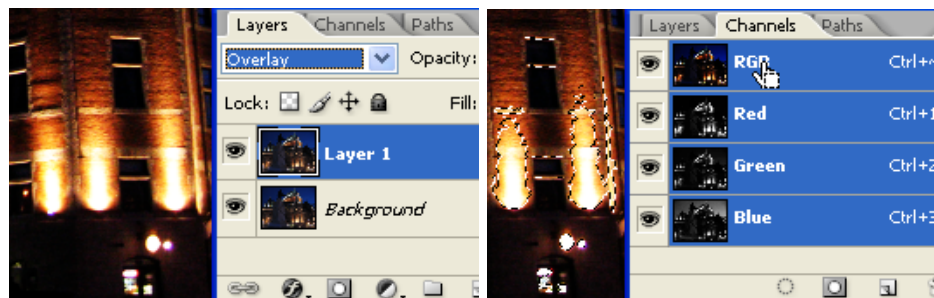 Layers Channels Paths
Overlay Opacity:
Lock: Fill:
Layer 1
Background
Layers Channels Paths
RGB Ctrl+~
Red Ctrl+1
Green Ctrl+2
Blue Ctrl+3